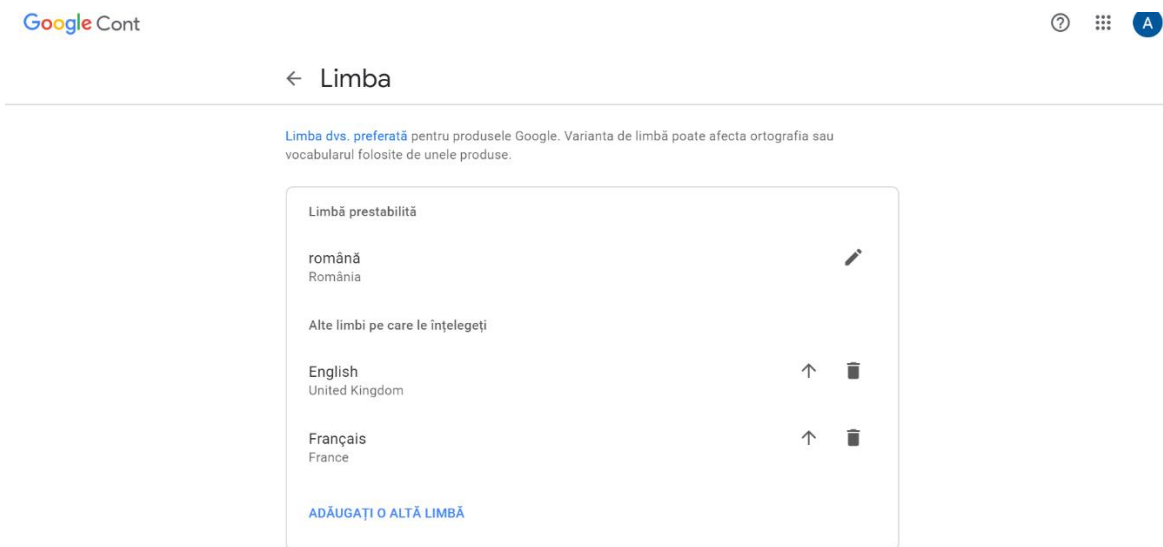 Google Cont
A
Limba
Limba dvs. preferată pentru produsele Google. Varianta de limbă poate afecta ortografia sau
vocabularul folosite de unele produse.
Limbă prestabilită
română
România
Alte limbi pe care le înțelegeți
English
United Kingdom
Français
France
ADĂUGAȚI O ALTĂ LIMBĂ